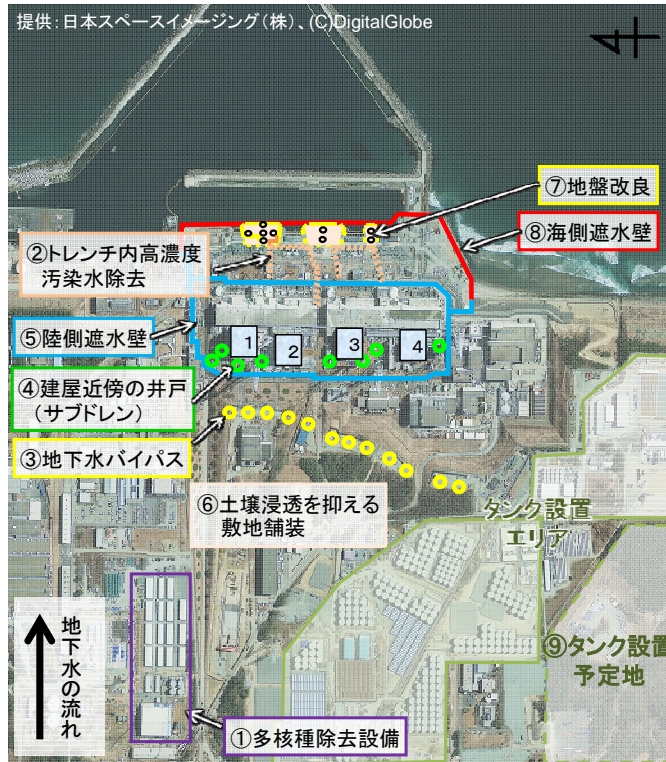 提供：日本スペースイメージング（株）、(C)DigitalGlobe
⑦地盤改良
⑧海側遮水壁
②トレンチ内高濃度
汚染水除去
⑤陸側遮水壁
1
2
3
4
④建屋近傍の井戸
（サブドレン）
③地下水バイパス
⑥土壌浸透を抑える
敷地舗装
タンク設置
エリア
⑨タンク設置
予定地
地下水の流れ
①多核種除去設備